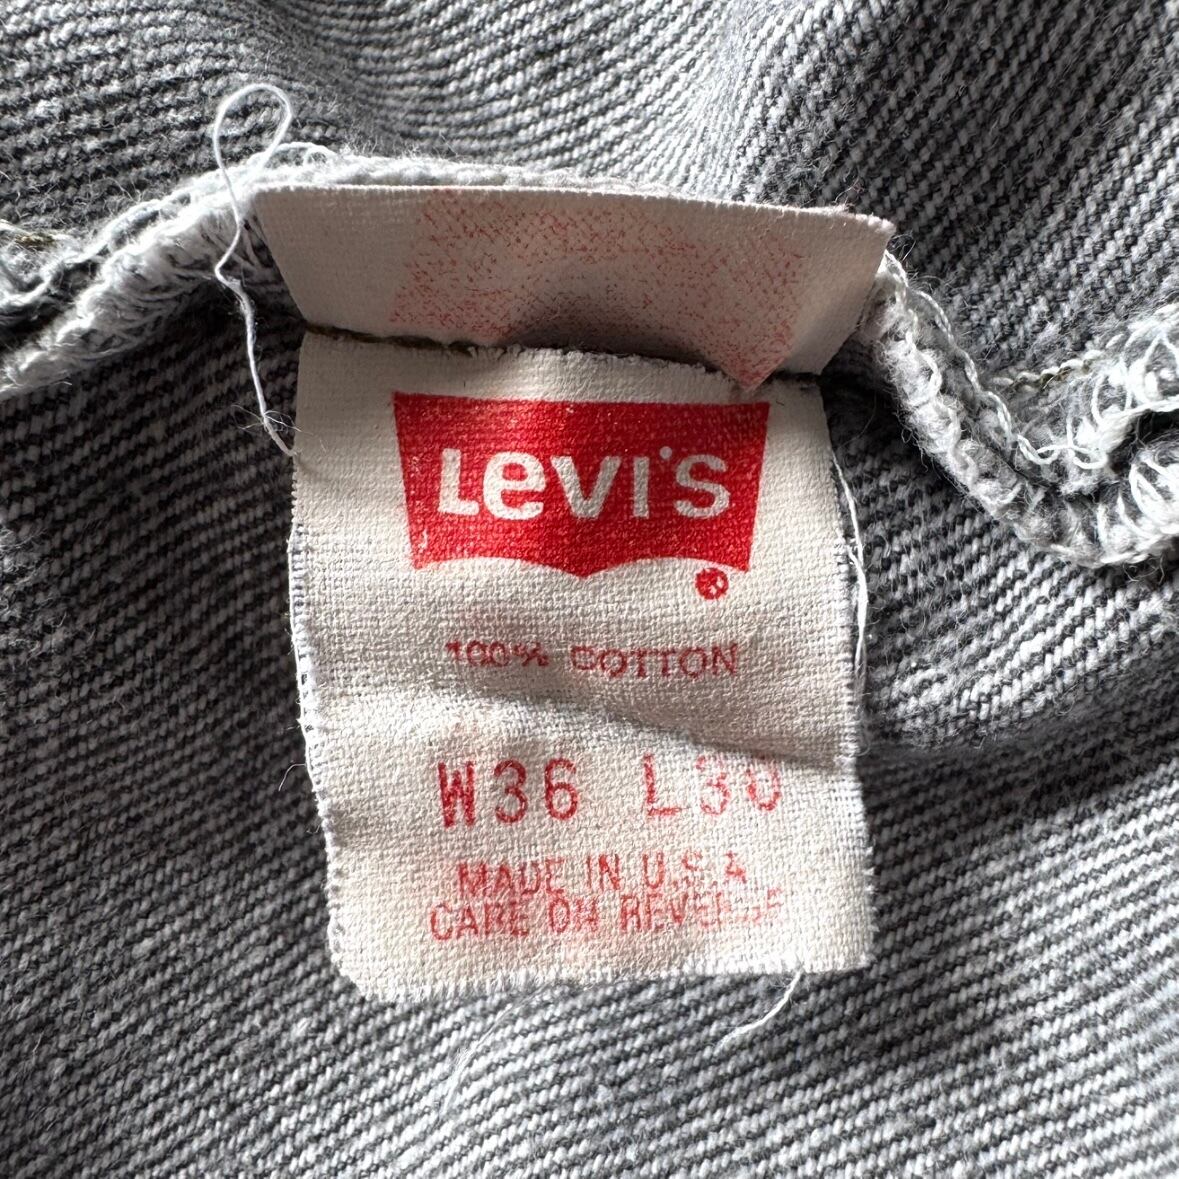 Levi's
100% COTTON
W36 L30
MADE IN U.S.A
CARE ON REVERSE